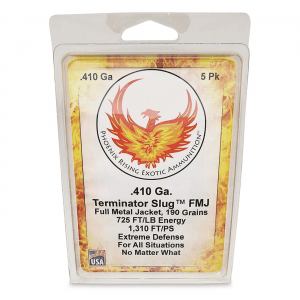 .410 Ga 5 Pk
PHOENIX RISING EXOTIC AMMUNITION™
.410 Ga.
Terminator Slug™ FMJ
Full Metal Jacket, 190 Grains
725 FT/LB Energy
1,310 FT/PS
Extreme Defense
For All Situations
No Matter What
USA